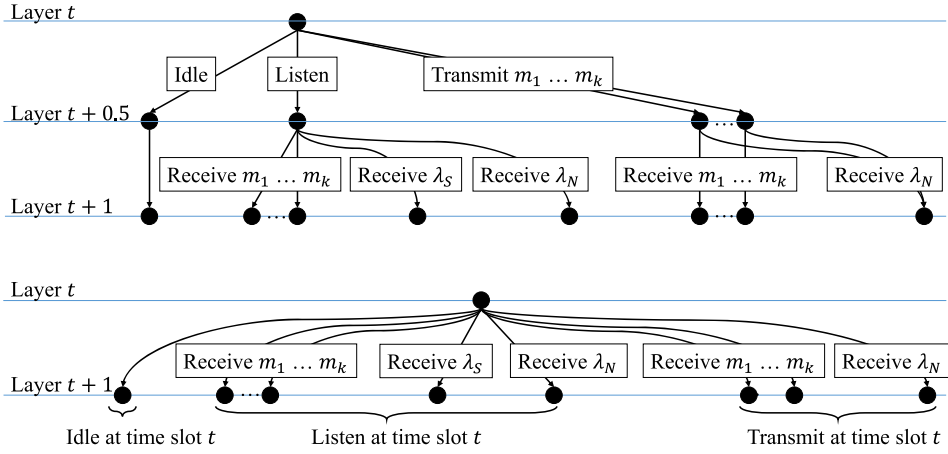 Layer t
Idle
Listen
Transmit m₁ … mₖ
Layer t + 0.5
...
Receive m₁ … mₖ
Receive λ_S
Receive λ_N
Receive m₁ … mₖ
Receive λ_N
Layer t + 1
...
...
Layer t
Receive m₁ … mₖ
Receive λ_S
Receive λ_N
Receive m₁ … mₖ
Receive λ_N
Layer t + 1
...
Idle at time slot t
Listen at time slot t
Transmit at time slot t